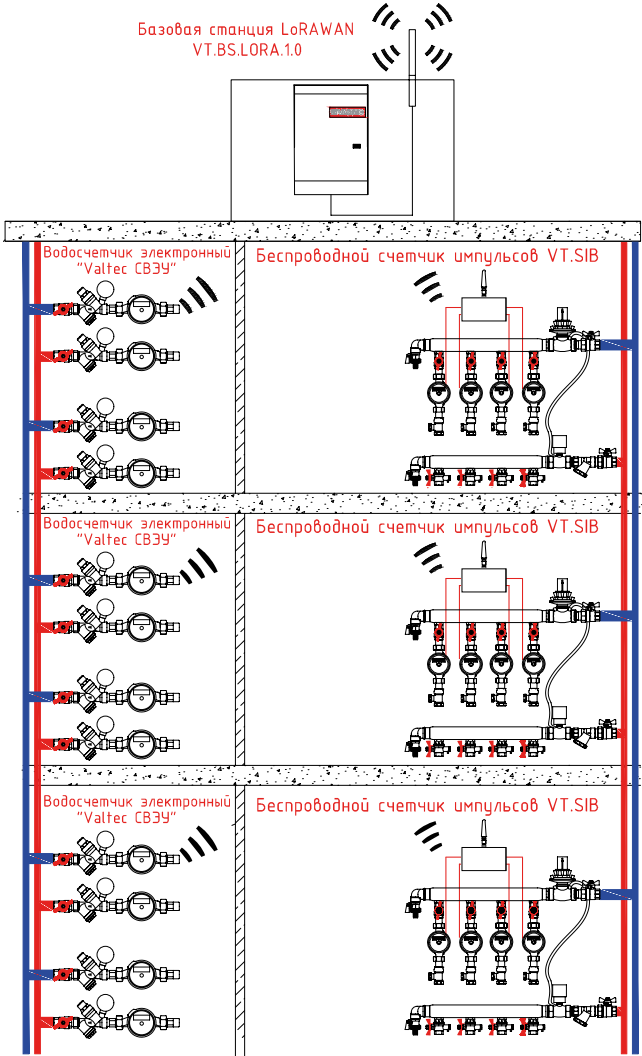 Базовая станция LoRAWAN
VT.BS.LORA.1.0
Водосчетчик электронный
"Valtec СВЭУ"
Беспроводной счетчик импульсов VT.SIB
Водосчетчик электронный
"Valtec СВЭУ"
Беспроводной счетчик импульсов VT.SIB
Водосчетчик электронный
"Valtec СВЭУ"
Беспроводной счетчик импульсов VT.SIB